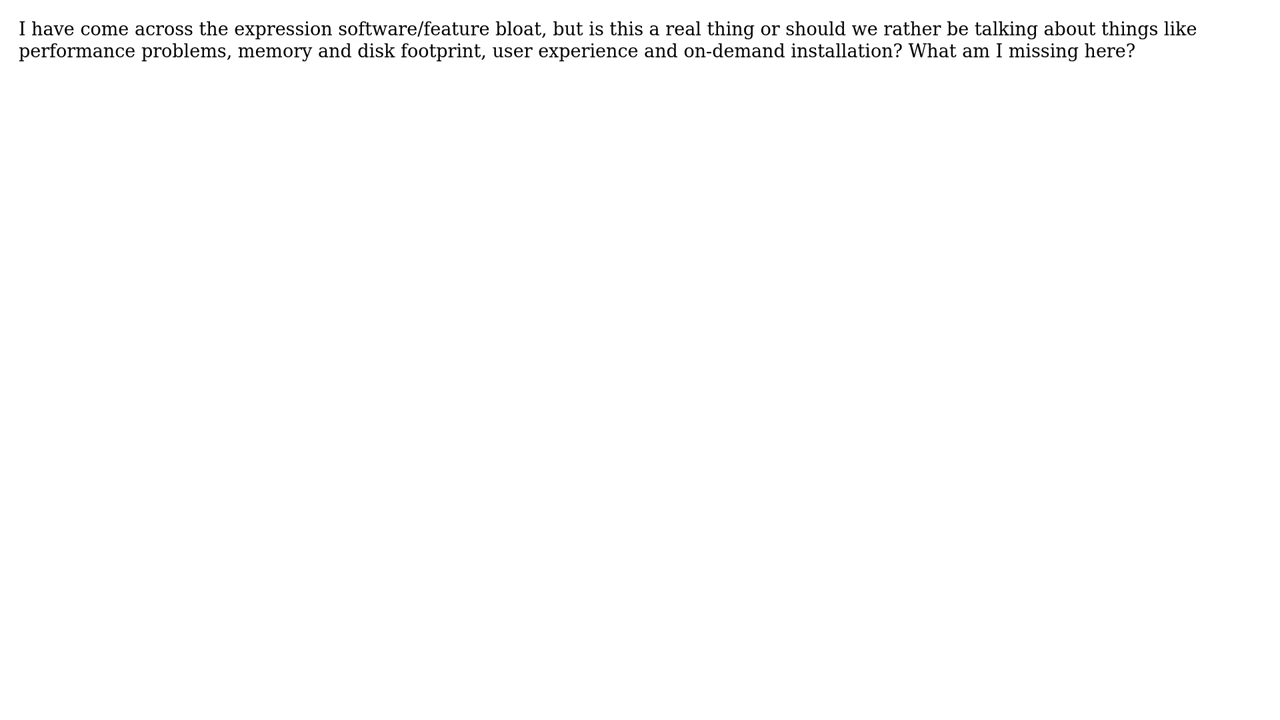 I have come across the expression software/feature bloat, but is this a real thing or should we rather be talking about things like
performance problems, memory and disk footprint, user experience and on-demand installation? What am I missing here?